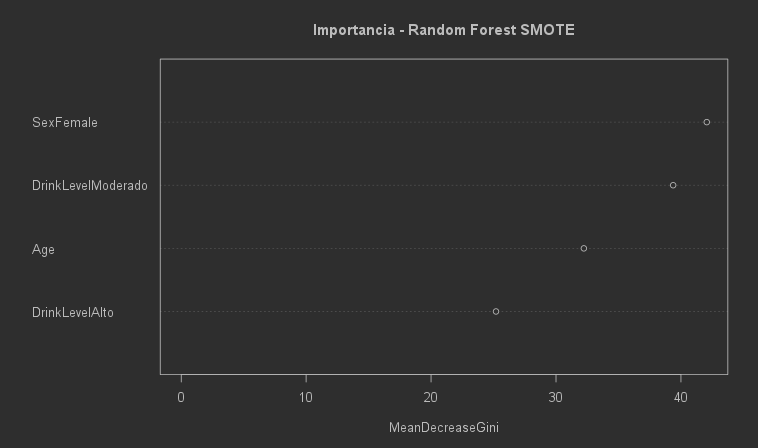 Importancia - Random Forest SMOTE
SexFemale
DrinkLevelModerado
Age
DrinkLevelAlto
0 10 20 30 40
MeanDecreaseGini